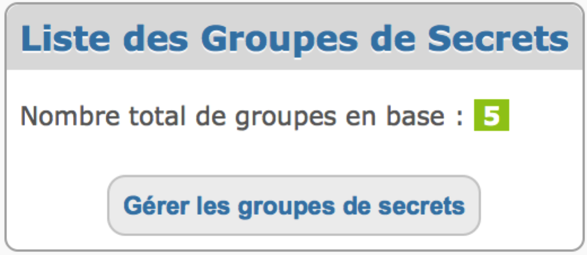 Liste des Groupes de Secrets
Nombre total de groupes en base : 5
Gérer les groupes de secrets